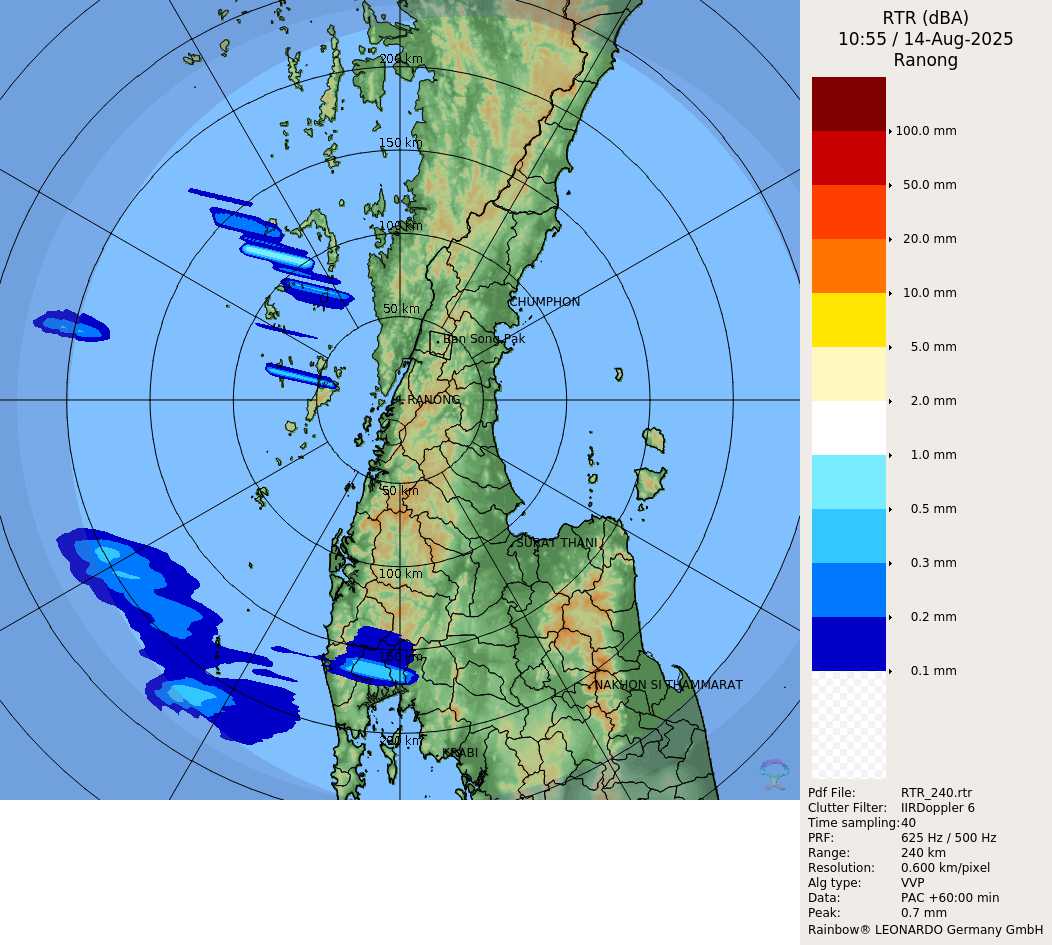 RTR (dBA)
10:55 / 14-Aug-2025
Ranong
200 km
150 km
100 km
50 km
CHUMPHON
Ban Song Pak
RANONG
50 km
SURAT THANI
100 km
150 km
NAKHON SI THAMMARAT
200 km
KRABI
100.0 mm
50.0 mm
20.0 mm
10.0 mm
5.0 mm
2.0 mm
1.0 mm
0.5 mm
0.3 mm
0.2 mm
0.1 mm
Pdf File: RTR_240.rtr
Clutter Filter: IIRDoppler 6
Time sampling:40
PRF: 625 Hz / 500 Hz
Range: 240 km
Resolution: 0.600 km/pixel
Alg type: VVP
Data: PAC +60:00 min
Peak: 0.7 mm
Rainbow® LEONARDO Germany GmbH